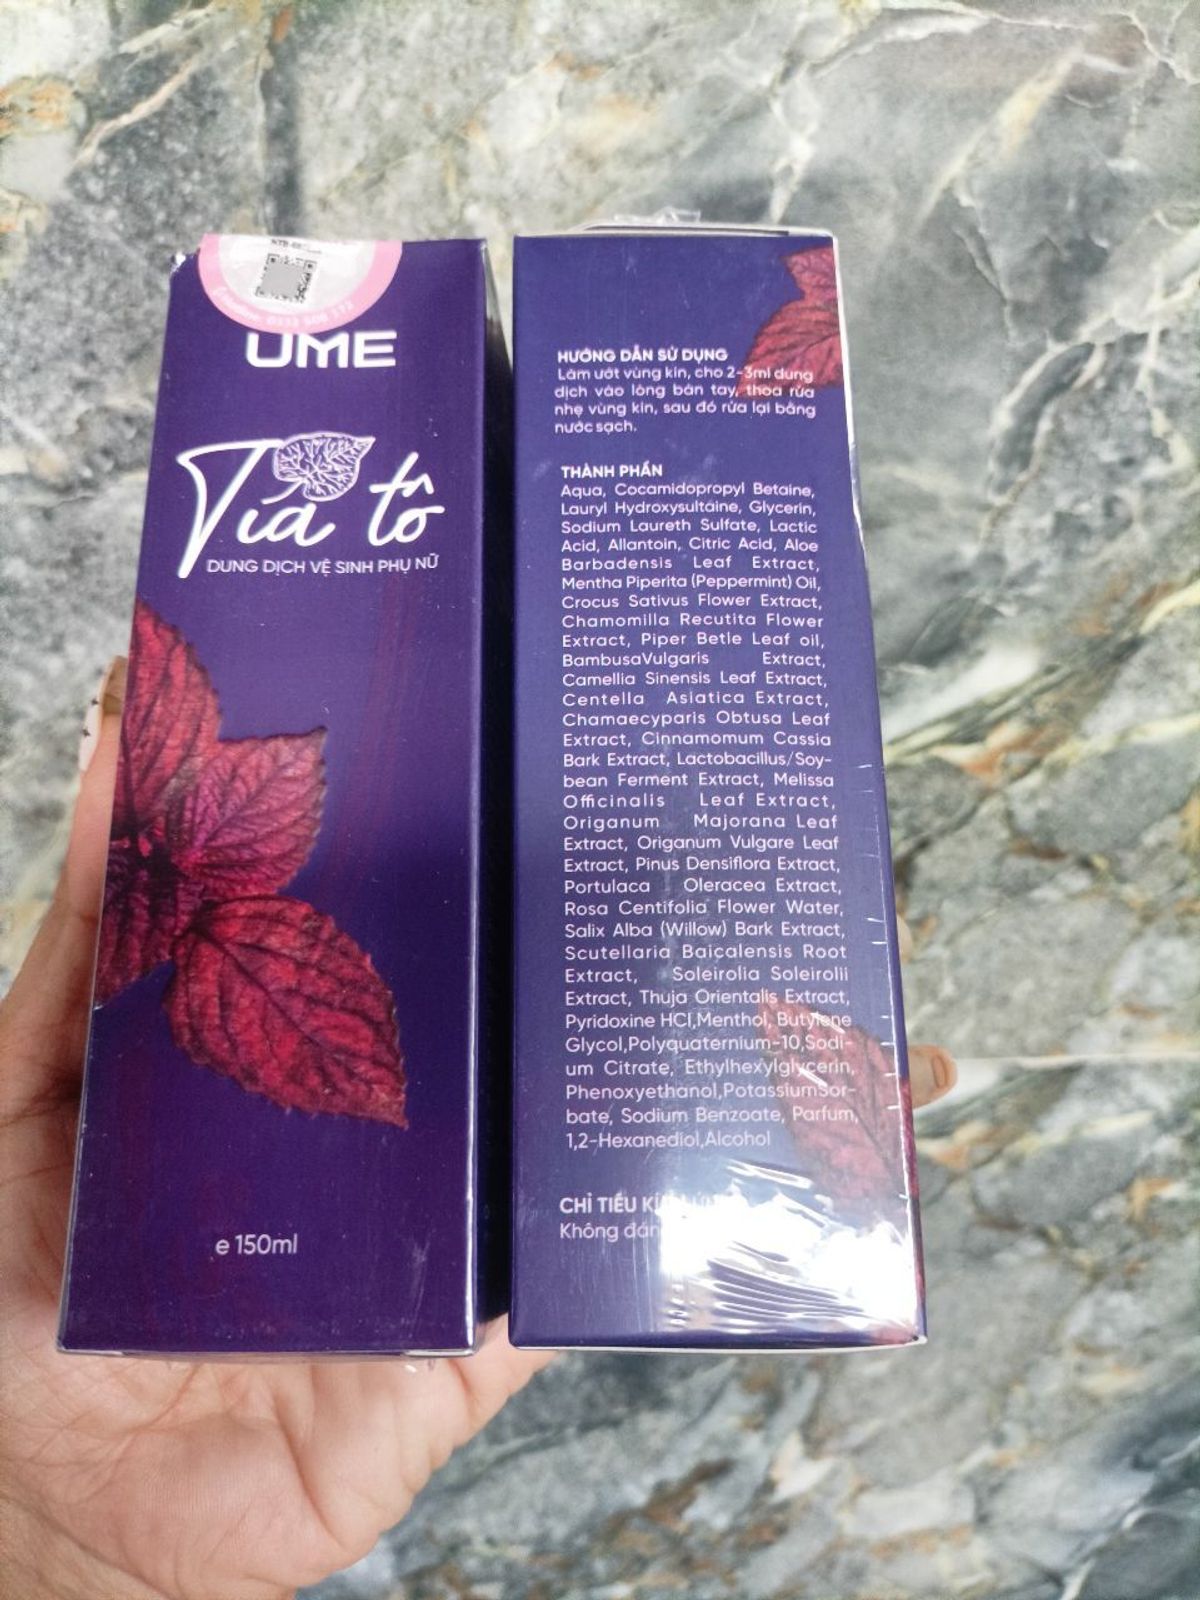 UME
Tía tô
DUNG DỊCH VỆ SINH PHỤ NỮ
e 150ml
HƯỚNG DẪN SỬ DỤNG
Làm ướt vùng kín, cho 2-3ml dung
dịch vào lòng bàn tay, thoa rửa
nhẹ vùng kín, sau đó rửa lại bằng
nước sạch.
THÀNH PHẦN
Aqua, Cocamidopropyl Betaine,
Lauryl Hydroxysultaine, Glycerin,
Sodium Laureth Sulfate, Lactic
Acid, Allantoin, Citric Acid, Aloe
Barbadensis Leaf Extract,
Mentha Piperita (Peppermint) Oil,
Crocus Sativus Flower Extract,
Chamomilla Recutita Flower
Extract, Piper Betle Leaf oil,
BambusaVulgaris Extract,
Camellia Sinensis Leaf Extract,
Centella Asiatica Extract,
Chamaecyparis Obtusa Leaf
Extract, Cinnamomum Cassia
Bark Extract, Lactobacillus/Soy-
bean Ferment Extract, Melissa
Officinalis Leaf Extract,
Origanum Majorana Leaf
Extract, Origanum Vulgare Leaf
Extract, Pinus Densiflora Extract,
Portulaca Oleracea Extract,
Rosa Centifolia Flower Water,
Salix Alba (Willow) Bark Extract,
Scutellaria Baicalensis Root
Extract, Soleirolia Soleirolii
Extract, Thuja Orientalis Extract,
Pyridoxine HCl,Menthol, Butylene
Glycol,Polyquaternium-10,Sodi-
um Citrate, Ethylhexylglycerin,
Phenoxyethanol,PotassiumSor-
bate, Sodium Benzoate, Parfum,
1,2-Hexanediol,Alcohol
CHỈ TIÊU
Không